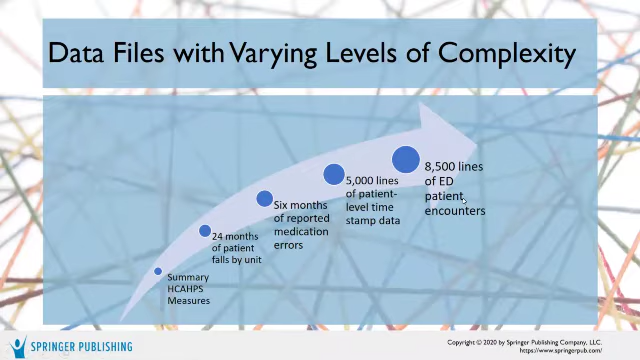 Data Files with Varying Levels of Complexity
8,500 lines
of ED
patient
encounters
5,000 lines
of patient-
level time
stamp data
Six months
of reported
medication
errors
24 months
of patient
falls by unit
Summary
HCAHPS
Measures
SPRINGER PUBLISHING
Copyright © 2020 by Springer Publishing Company, LLC.
https://www.springerpub.com/